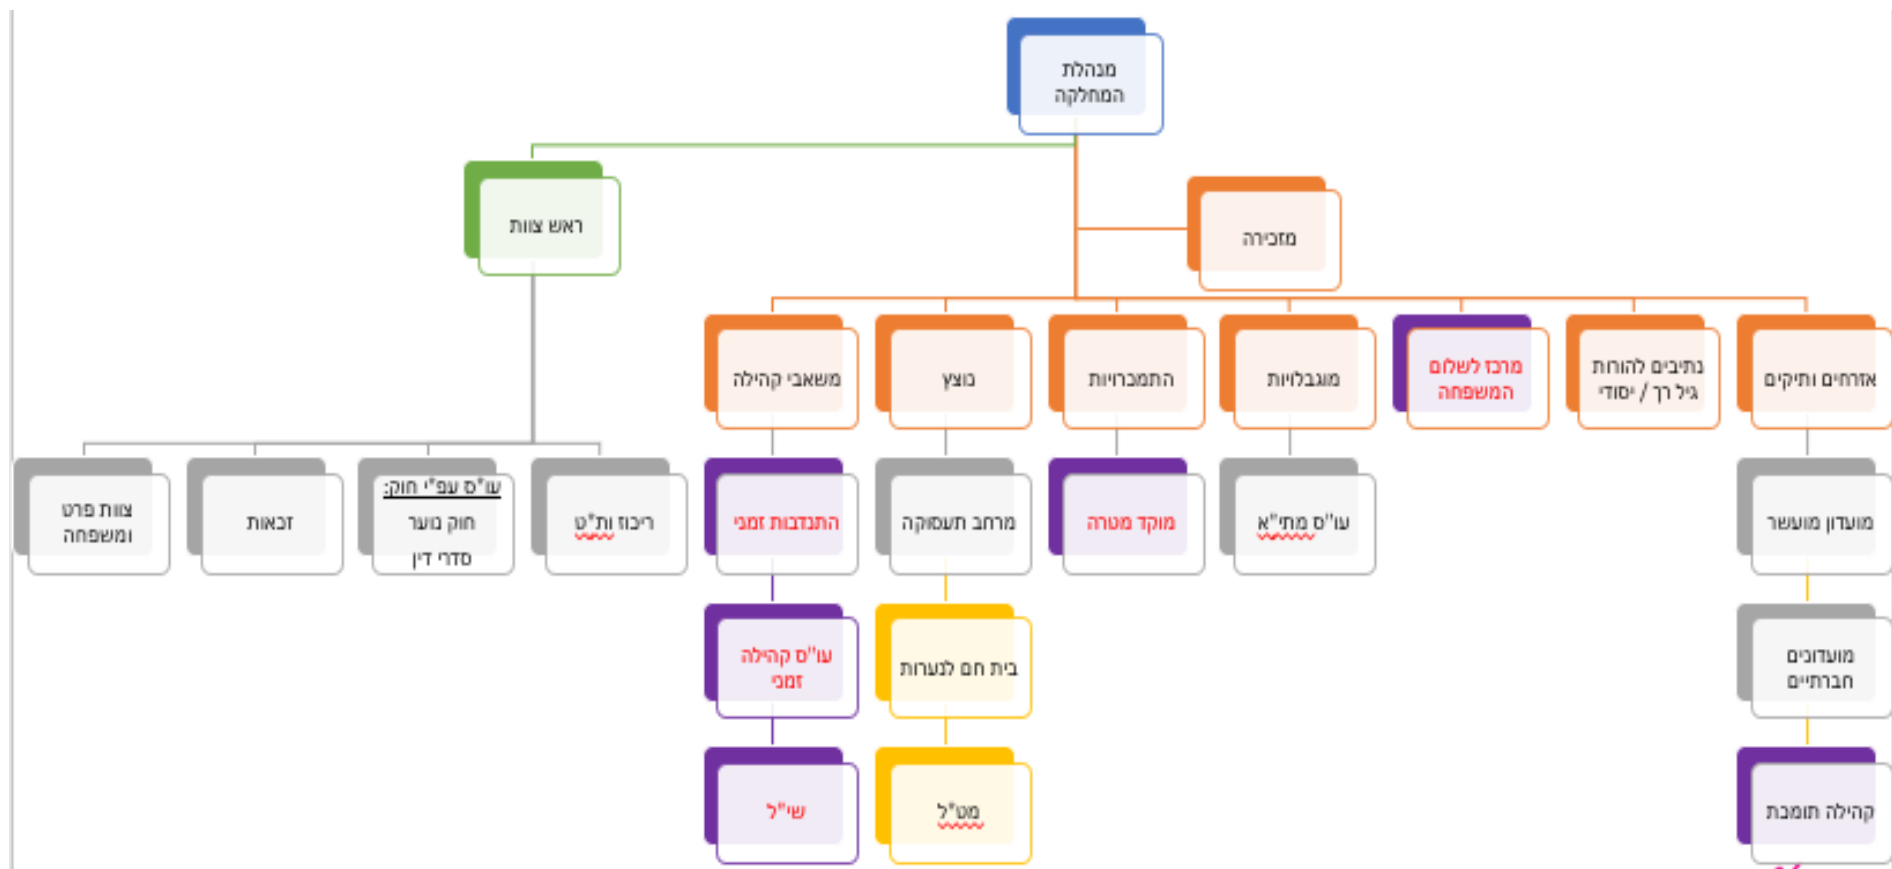 מנהלת
המחלקה
ראש צוות
מזכירה
אזרחים ותיקים
נתיבים להורות
גיל רך / יסודי
מרכז לשלום
המשפחה
מוגבלויות
התמכרויות
נוצץ
משאבי קהילה
מועדון מועשר
עו"ס מתי"א
מוקד מטרה
מרחב תעסוקה
התנדבות זמני
ריכוז ות"ט
עו"ס עפ"י חוק:
חוק נוער
סדרי דין
זכאות
צוות פרט
ומשפחה
מועדונים
חברתיים
בית חם לנערות
עו"ס קהילה
זמני
קהילה תומכת
מט"ל
שי"ל